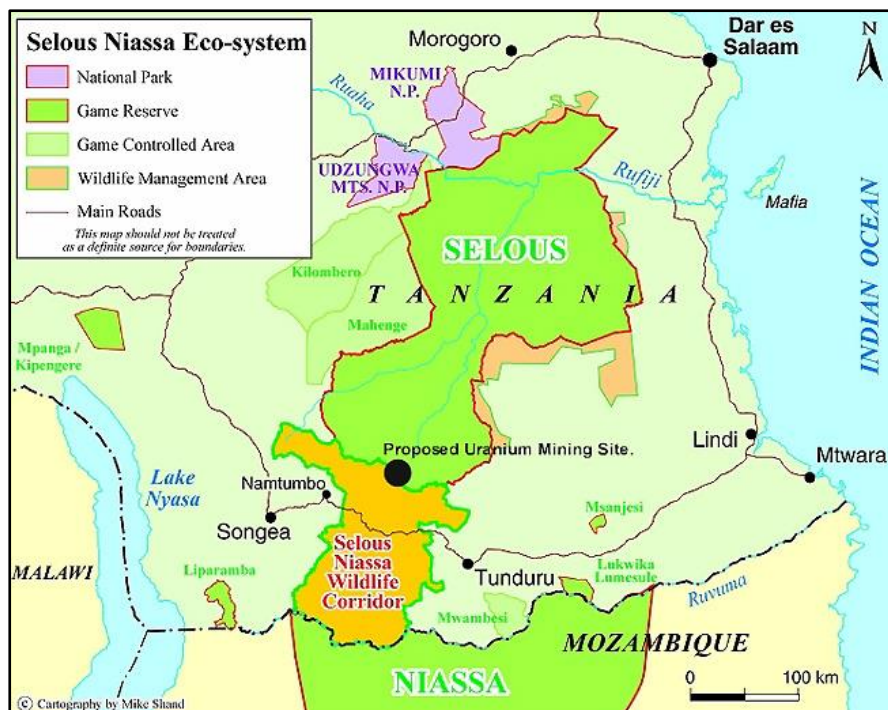 Selous Niassa Eco-system
National Park
Game Reserve
Game Controlled Area
Wildlife Management Area
Main Roads
This map should not be treated
as a definite source for boundaries.
Morogoro
Dar es
Salaam
N
MIKUMI
N.P.
Ruaha
UDZUNGWA
MTS. N.P.
Rufiji
Mafia
SELOUS
TANZANIA
INDIAN OCEAN
Kilombero
Mahenge
Mpanga /
Kipengere
Proposed Uranium Mining Site.
Lindi
Mtwara
Lake
Nyasa
Namtumbo
Songea
Msanjesi
Selous
Niassa
Wildlife
Corridor
Tunduru
Lukwika
Lumesule
MALAWI
Liparamba
Mwambesi
Ruvuma
MOZAMBIQUE
NIASSA
0 100 km
© Cartography by Mike Shand